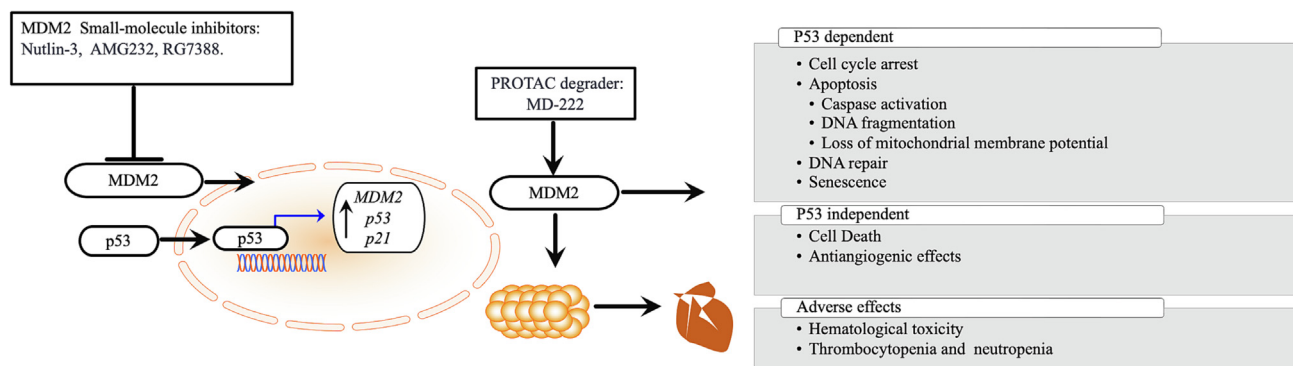 MDM2 Small-molecule inhibitors:
Nutlin-3, AMG232, RG7388.
MDM2
p53
p53
MDM2
p53
p21
PROTAC degrader:
MD-222
MDM2
P53 dependent
• Cell cycle arrest
• Apoptosis
• Caspase activation
• DNA fragmentation
• Loss of mitochondrial membrane potential
• DNA repair
• Senescence
P53 independent
• Cell Death
• Antiangiogenic effects
Adverse effects
• Hematological toxicity
• Thrombocytopenia and neutropenia